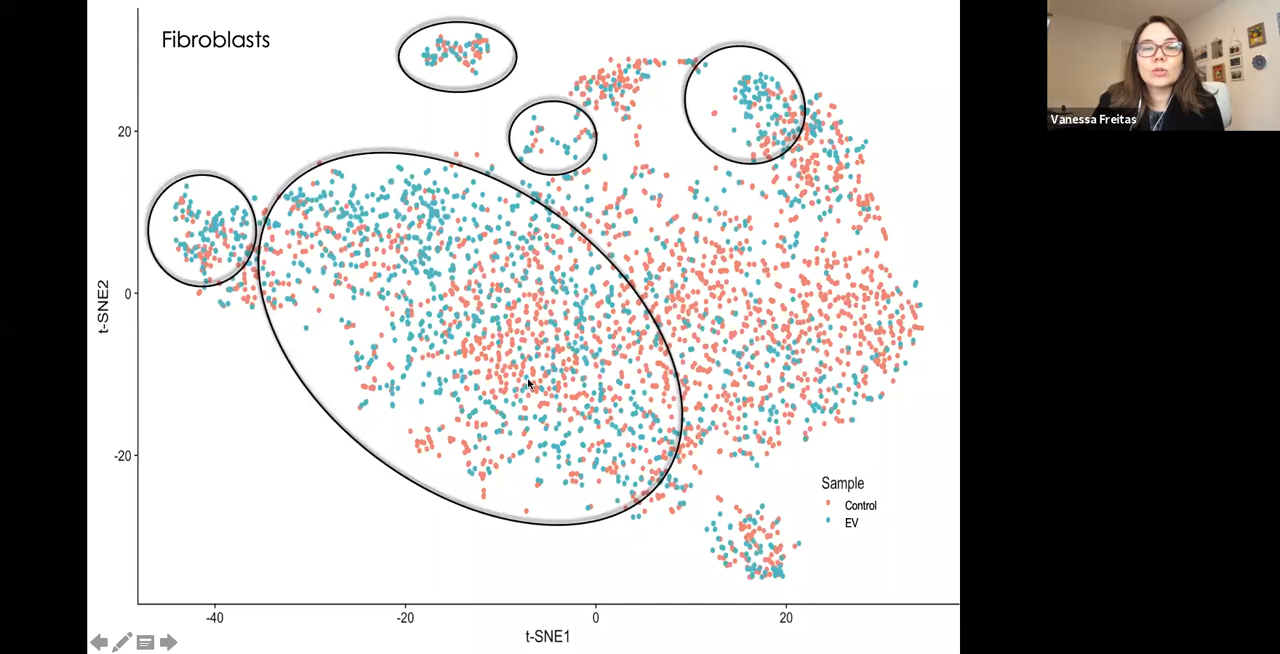 Fibroblasts
Vanessa Freitas
20
0
-20
t-SNE2
Sample
Control
EV
-40
-20
0
20
t-SNE1